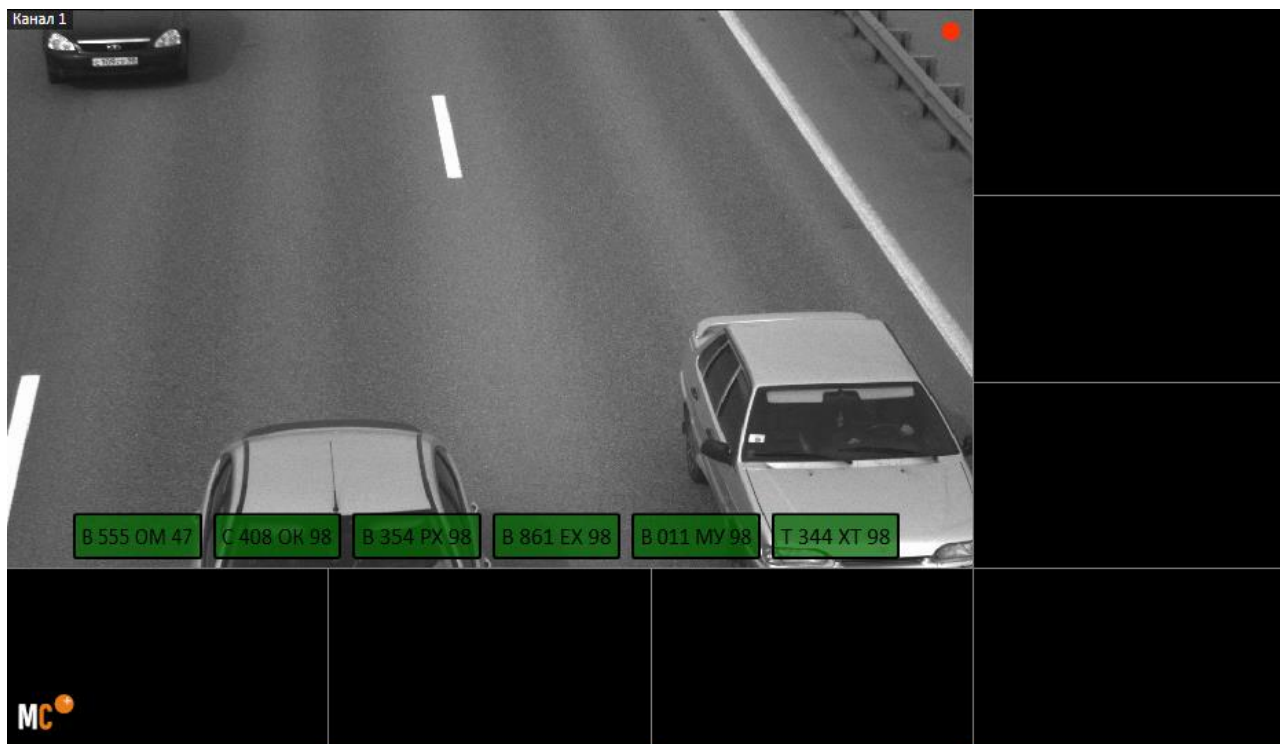 Канал 1
В 555 ОМ 47
С 408 ОК 98
В 354 РХ 98
В 861 ЕХ 98
В 011 МУ 98
Т 344 ХТ 98
МС